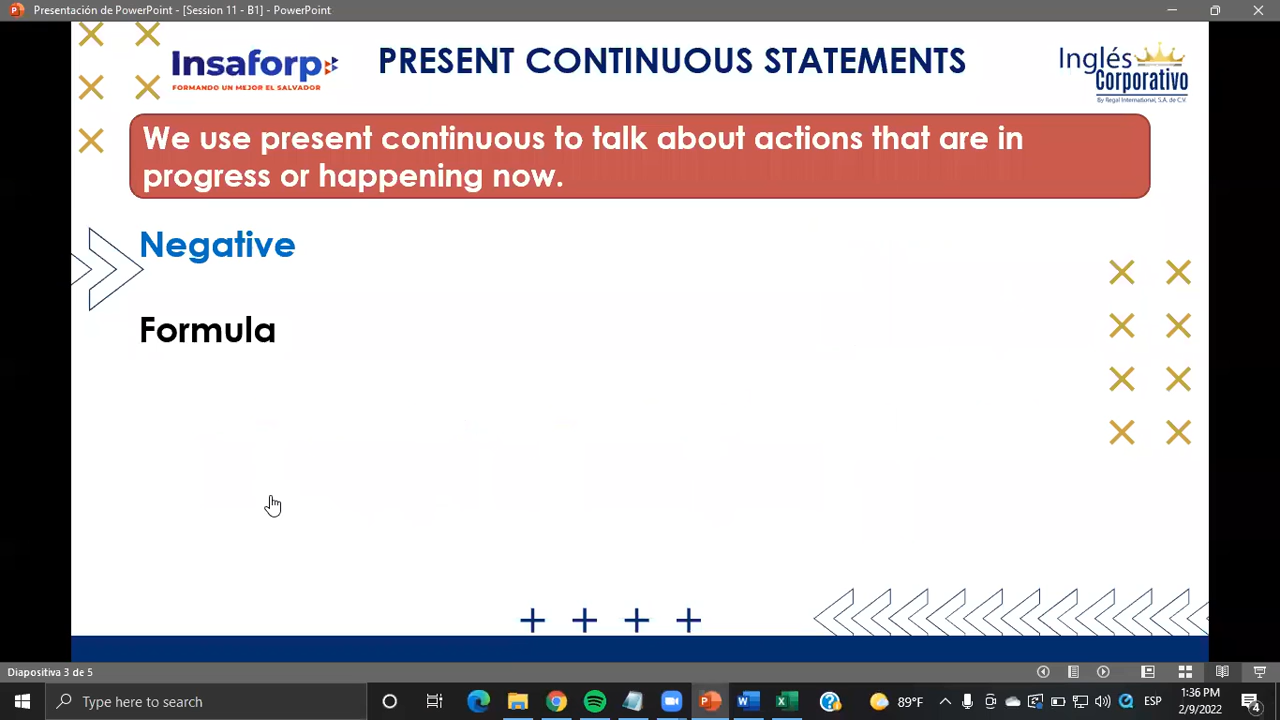 Presentación de PowerPoint - [Session 11 - B1] - PowerPoint
Insaforp
FORMANDO UN MEJOR EL SALVADOR
PRESENT CONTINUOUS STATEMENTS
Inglés
Corporativo
By Regal International, S.A. de C.V.
We use present continuous to talk about actions that are in
progress or happening now.
Negative
Formula
Diapositiva 3 de 5
Type here to search
89°F
ESP
1:36 PM
2/9/2022
4